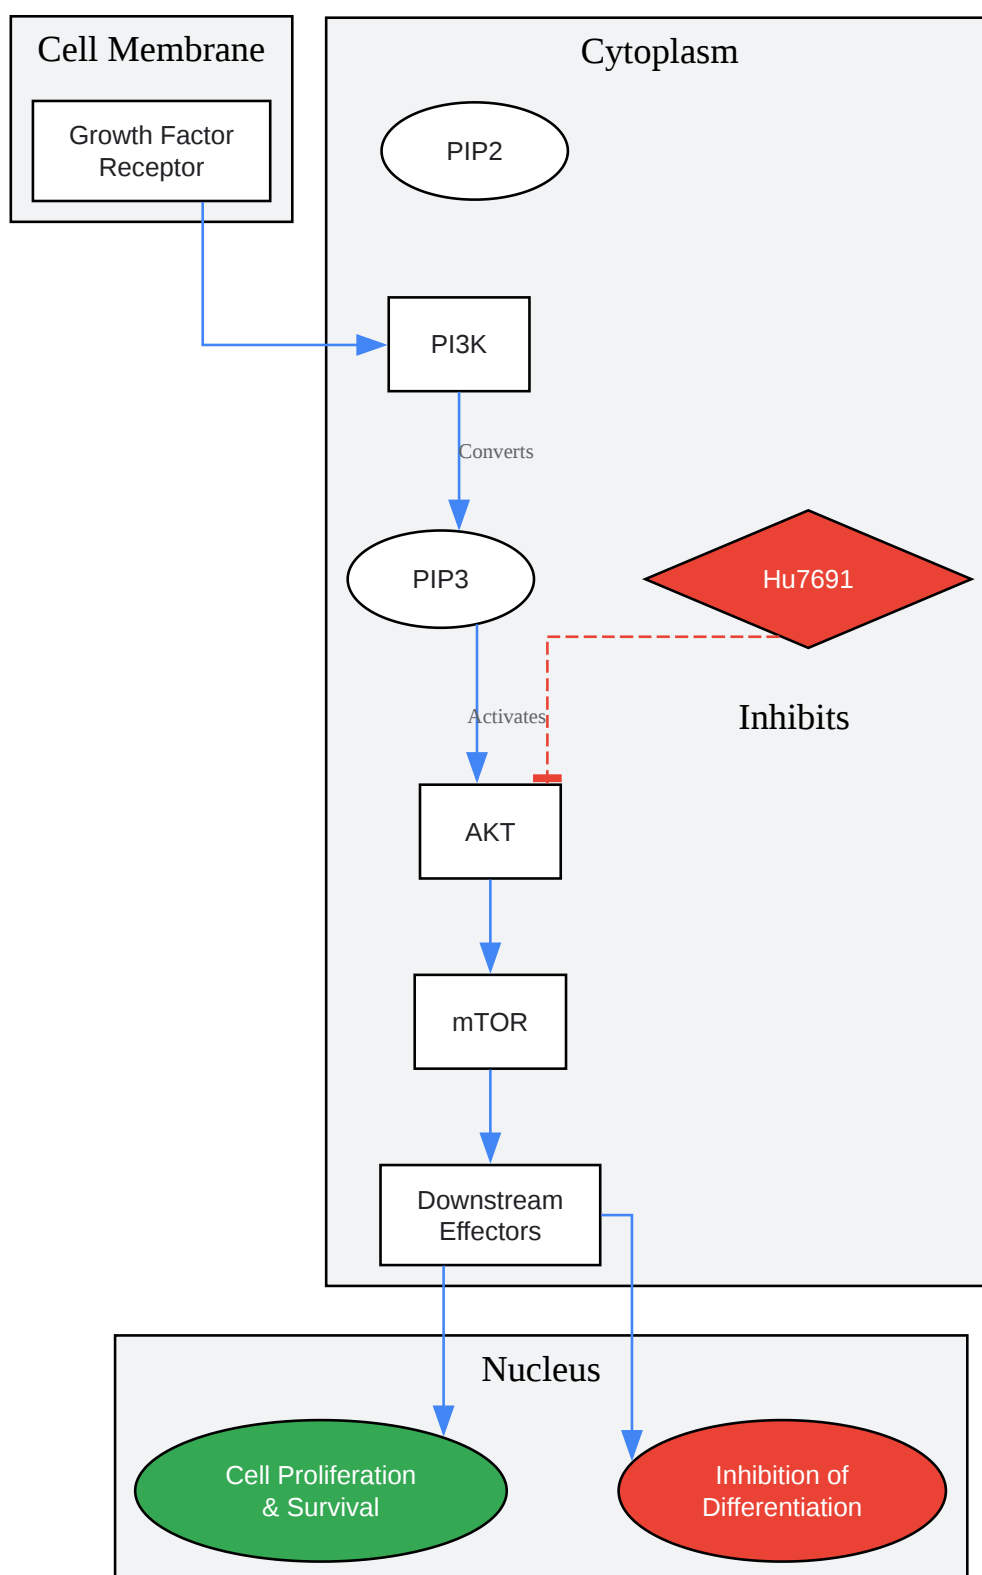 Cell Membrane
Growth Factor
Receptor
Cytoplasm
PIP2
PI3K
Converts
PIP3
Hu7691
Activates
Inhibits
AKT
mTOR
Downstream
Effectors
Nucleus
Cell Proliferation
& Survival
Inhibition of
Differentiation